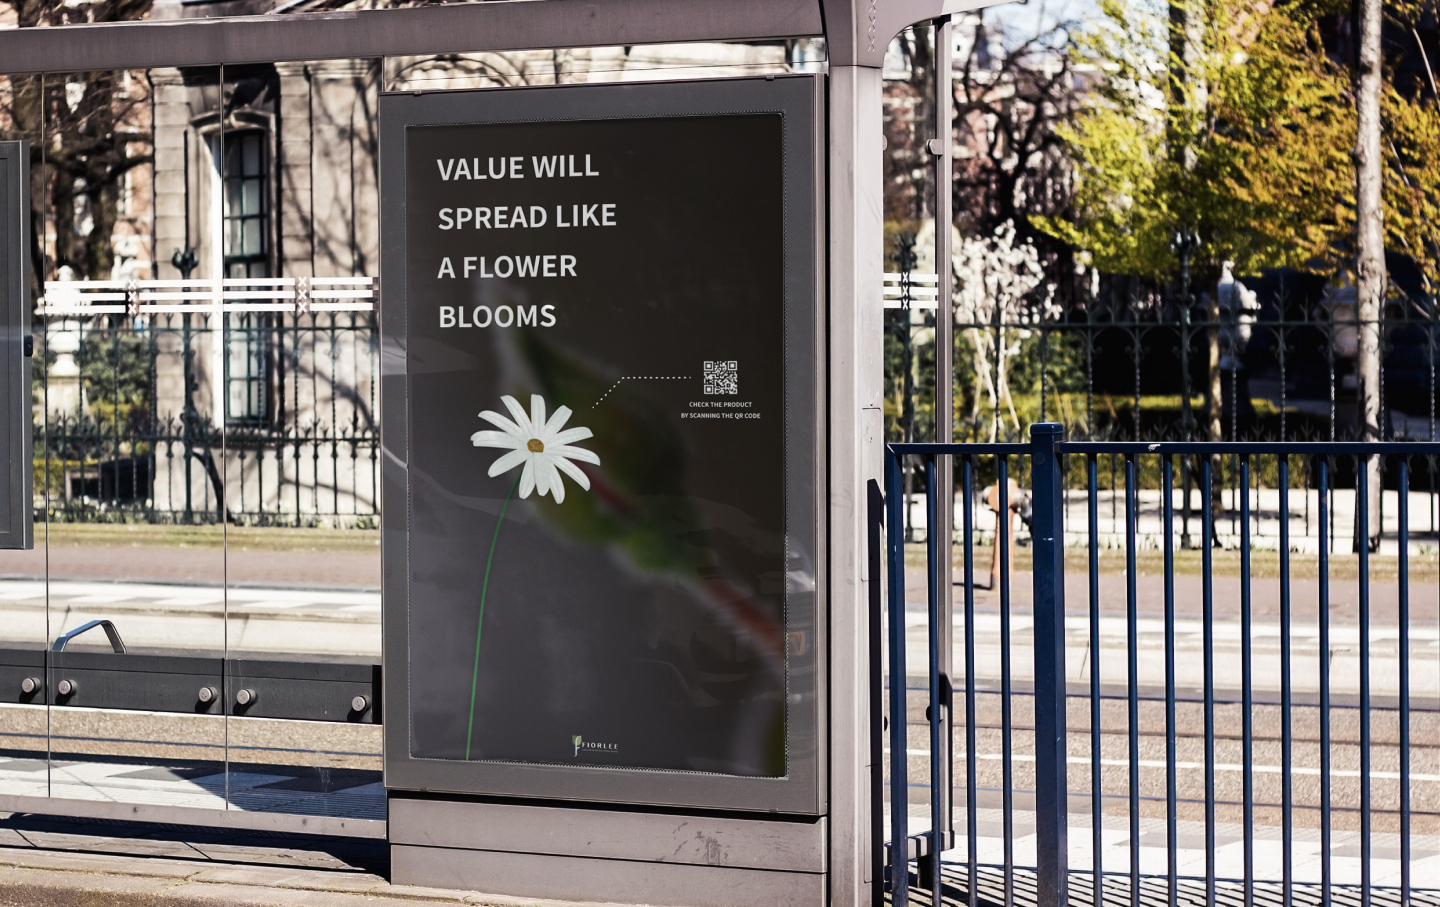 VALUE WILL
SPREAD LIKE
A FLOWER
BLOOMS
CHECK THE PRODUCT
BY SCANNING THE QR CODE
FIORLEE